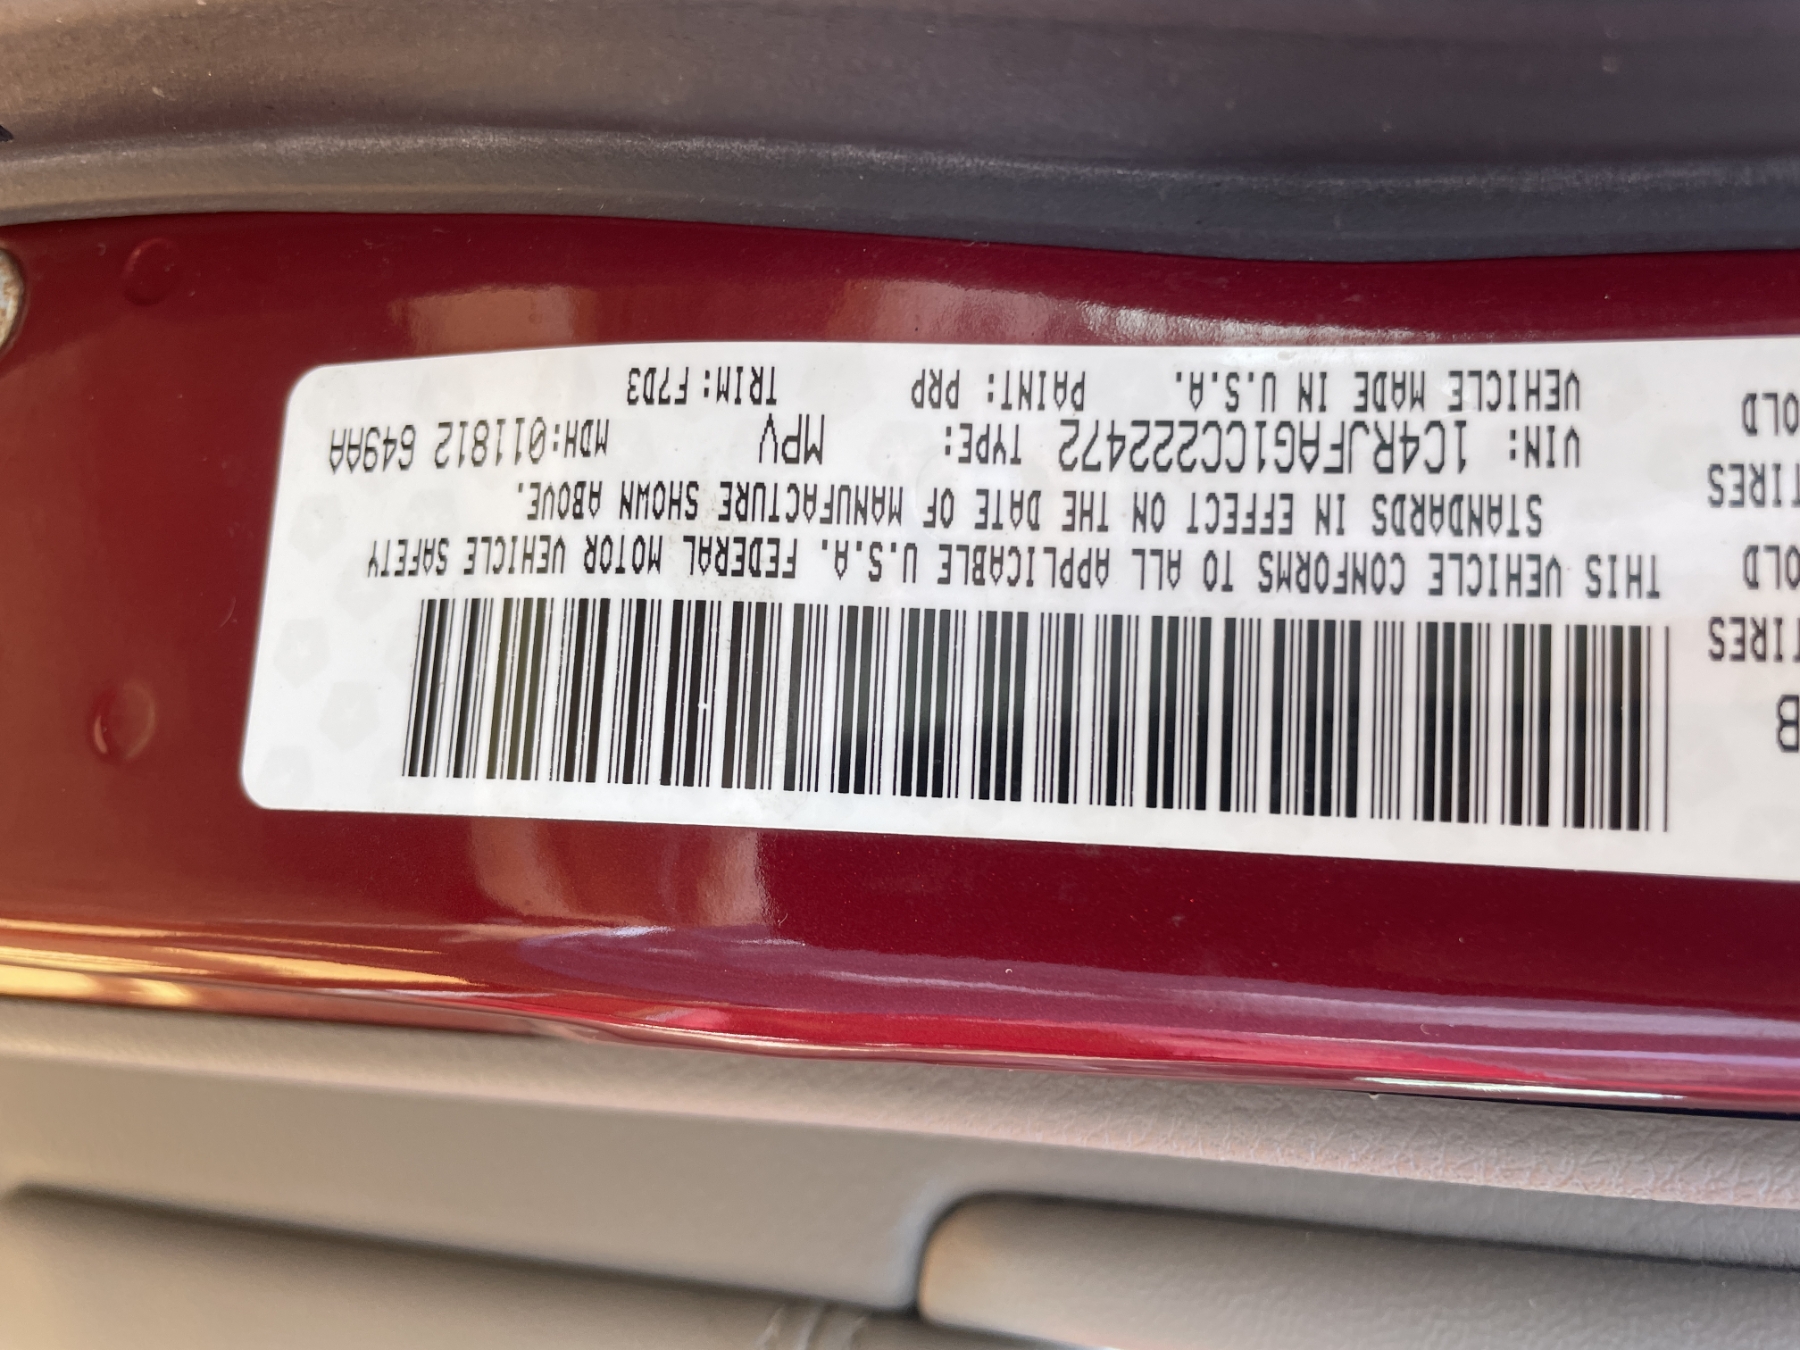 B
TIRES
OLD
TIRES
OLD
THIS VEHICLE CONFORMS TO ALL APPLICABLE U.S.A. FEDERAL MOTOR VEHICLE SAFETY
STANDARDS IN EFFECT ON THE DATE OF MANUFACTURE SHOWN ABOVE.
VIN: 1C4RJFAG1CC222472 TYPE: MPV MDH:011812 649AA
VEHICLE MADE IN U.S.A. PAINT: PRP TRIM: F7D3